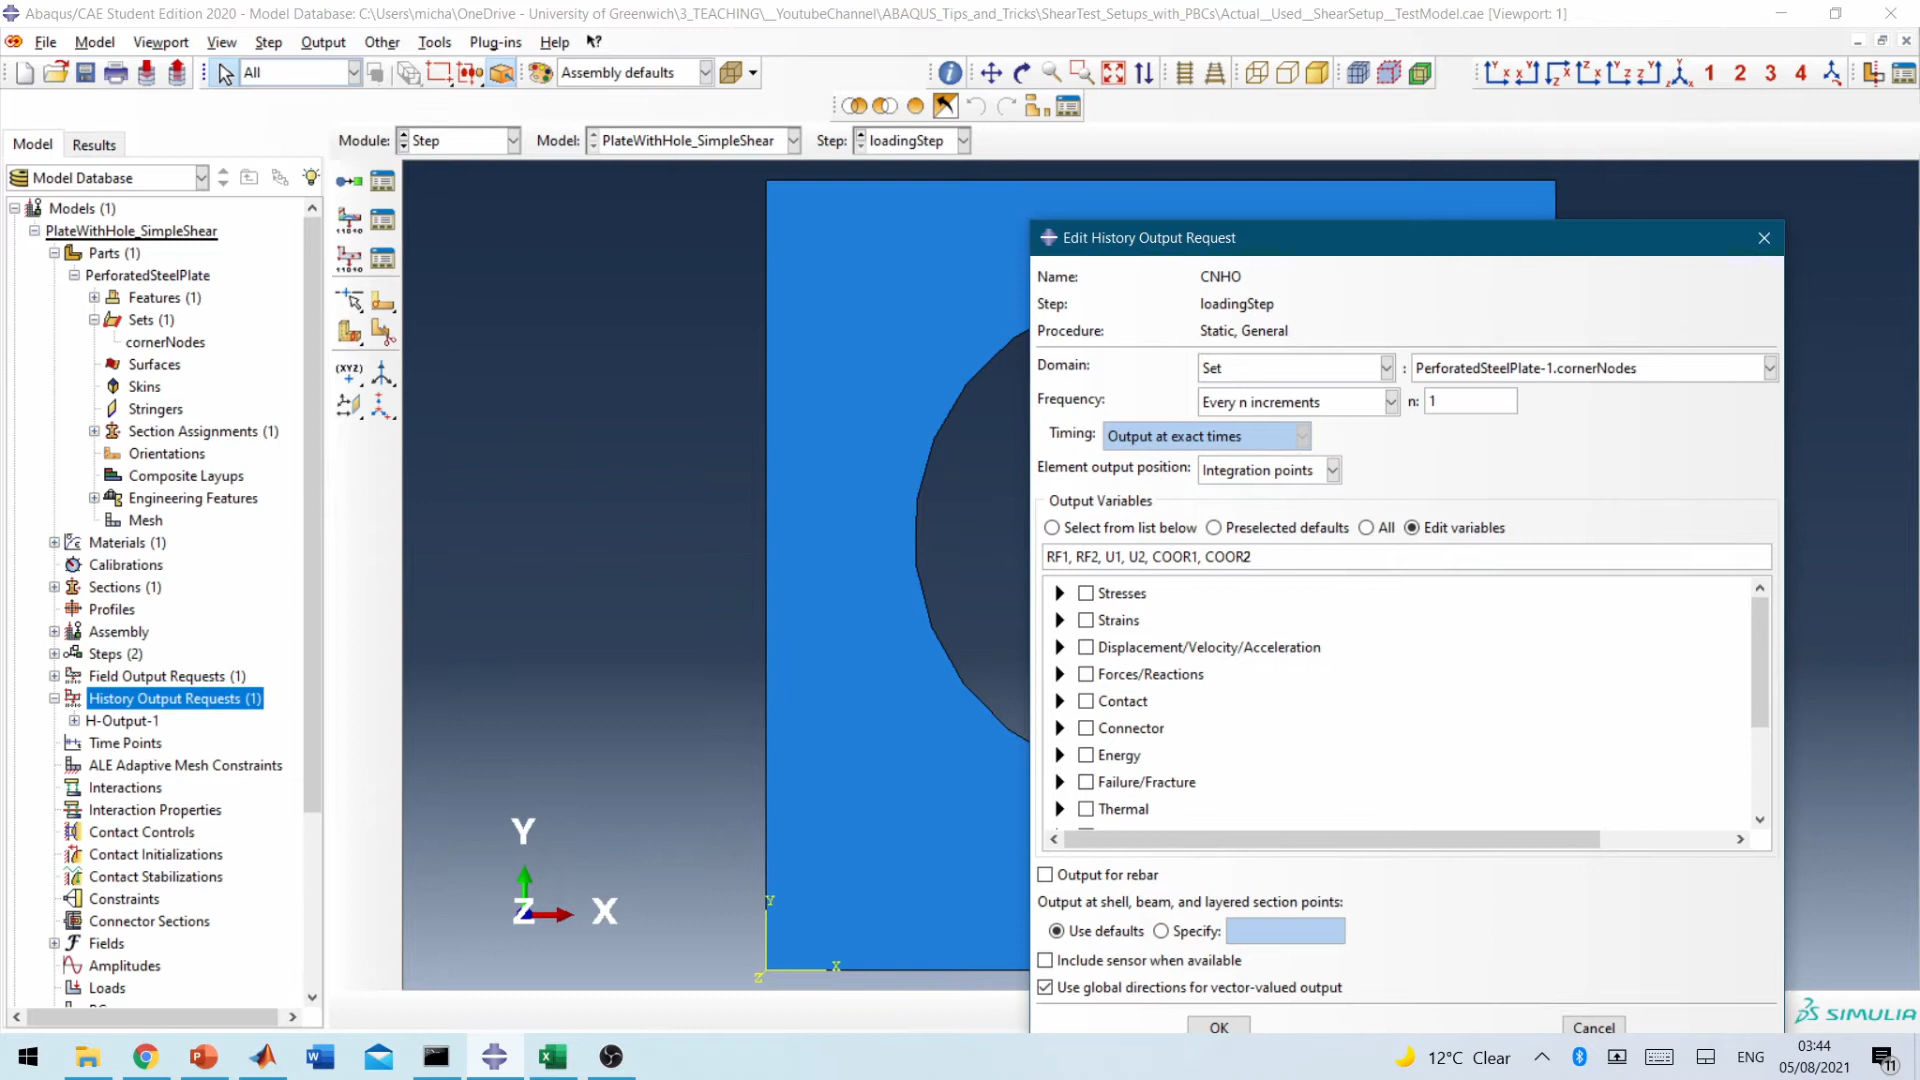 Abaqus/CAE Student Edition 2020 - Model Database: C:\Users\micha\OneDrive - University of Greenwich\3_TEACHING\__YoutubeChannel\ABAQUS_Tips_and_Tricks\ShearTest_Setups_with_PBCs\Actual__Used__ShearSetup__TestModel.cae [Viewport: 1]
File Model Viewport View Step Output Other Tools Plug-ins Help
All Assembly defaults 1 2 3 4
Model Results Module: Step Model: PlateWithHole_SimpleShear Step: loadingStep
Model Database
Models (1)
PlateWithHole_SimpleShear
Parts (1)
PerforatedSteelPlate
Features (1)
Sets (1)
cornerNodes
Surfaces
Skins
Stringers
Section Assignments (1)
Orientations
Composite Layups
Engineering Features
Mesh
Materials (1)
Calibrations
Sections (1)
Profiles
Assembly
Steps (2)
Field Output Requests (1)
History Output Requests (1)
H-Output-1
Time Points
ALE Adaptive Mesh Constraints
Interactions
Interaction Properties
Contact Controls
Contact Initializations
Contact Stabilizations
Constraints
Connector Sections
Fields
Amplitudes
Loads
(XYZ)
Y
Z X
Y
X
Z
Edit History Output Request
Name: CNHO
Step: loadingStep
Procedure: Static, General
Domain: Set : PerforatedSteelPlate-1.cornerNodes
Frequency: Every n increments n: 1
Timing: Output at exact times
Element output position: Integration points
Output Variables
Select from list below Preselected defaults All Edit variables
RF1, RF2, U1, U2, COOR1, COOR2
Stresses
Strains
Displacement/Velocity/Acceleration
Forces/Reactions
Contact
Connector
Energy
Failure/Fracture
Thermal
Output for rebar
Output at shell, beam, and layered section points:
Use defaults Specify:
Include sensor when available
Use global directions for vector-valued output
OK Cancel
SIMULIA
12°C Clear ENG 03:44
05/08/2021 11